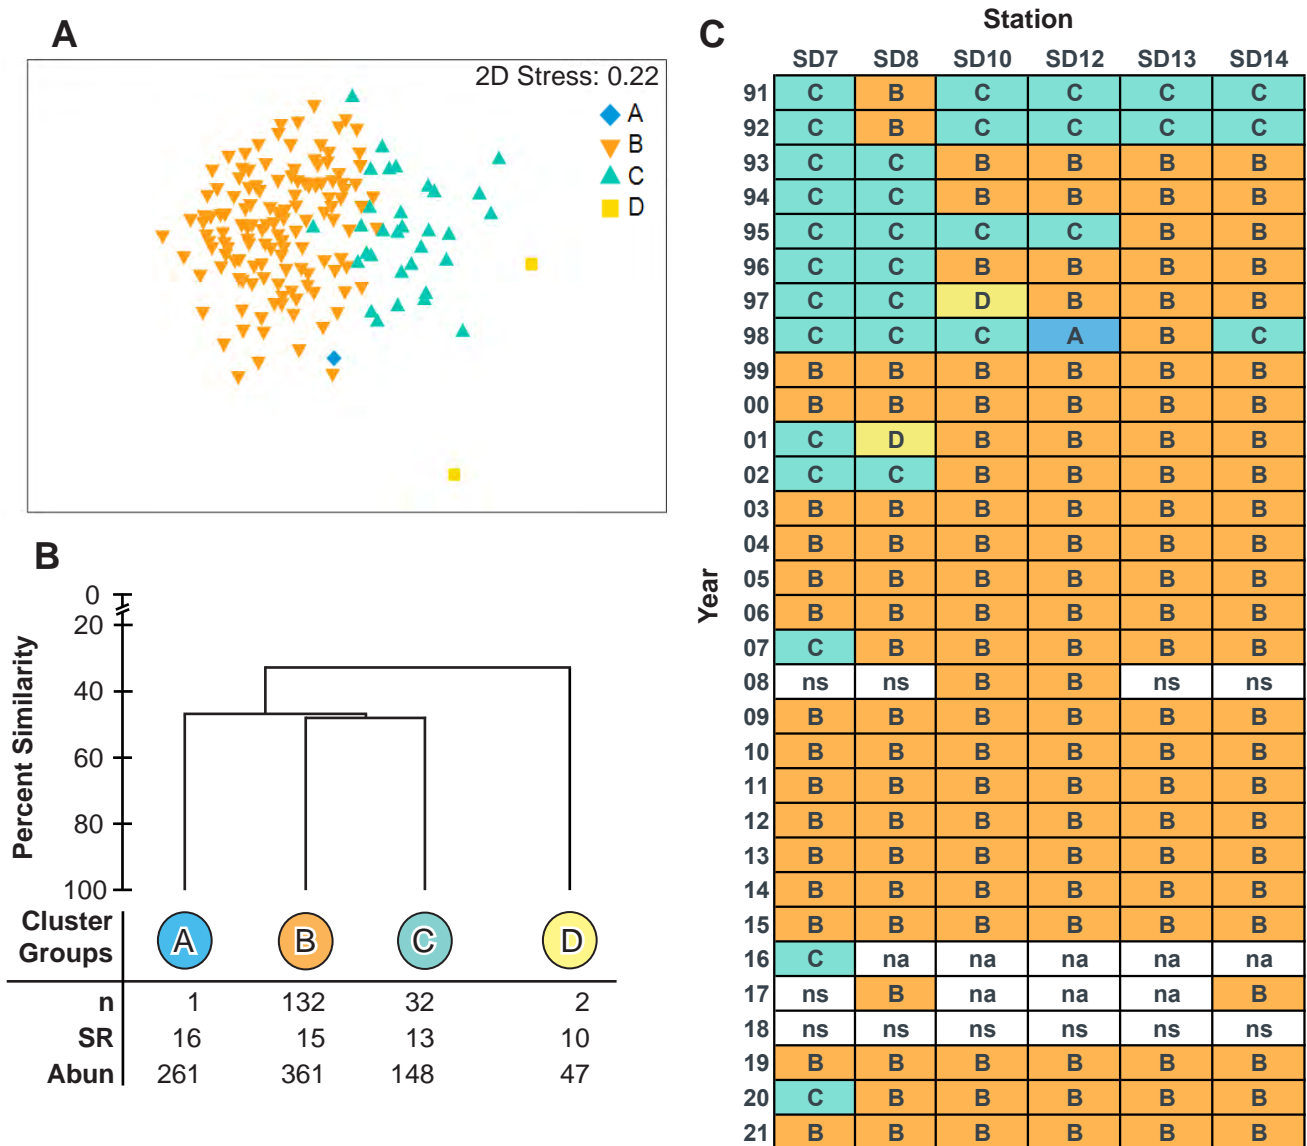 A
2D Stress: 0.22
A
B
C
D
B
Percent Similarity
0
20
40
60
80
100
Cluster Groups
A B C D
n 1 132 32 2
SR 16 15 13 10
Abun 261 361 148 47
C
Station
Year
SD7 SD8 SD10 SD12 SD13 SD14
91 C B C C C C
92 C B C C C C
93 C C B B B B
94 C C B B B B
95 C C C C B B
96 C C B B B B
97 C C D B B B
98 C C C A B C
99 B B B B B B
00 B B B B B B
01 C D B B B B
02 C C B B B B
03 B B B B B B
04 B B B B B B
05 B B B B B B
06 B B B B B B
07 C B B B B B
08 ns ns B B ns ns
09 B B B B B B
10 B B B B B B
11 B B B B B B
12 B B B B B B
13 B B B B B B
14 B B B B B B
15 B B B B B B
16 C na na na na na
17 ns B na na na B
18 ns ns ns ns ns ns
19 B B B B B B
20 C B B B B B
21 B B B B B B